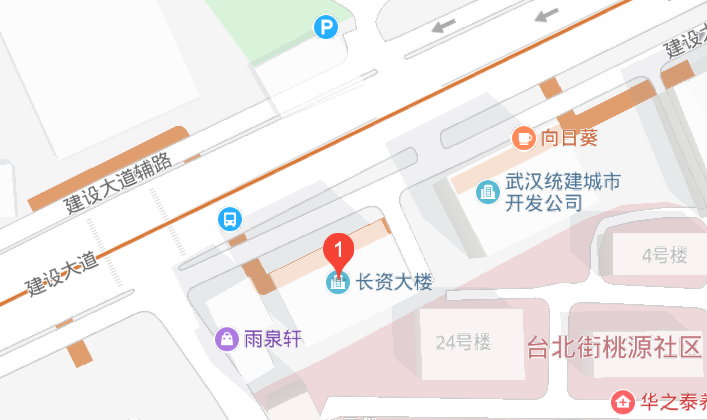 P
建设大
向日葵
武汉统建城市
开发公司
建设大道辅路
1
4号楼
建设大道
长资大楼
雨泉轩
24号楼
台北街桃源社区
华之泰养